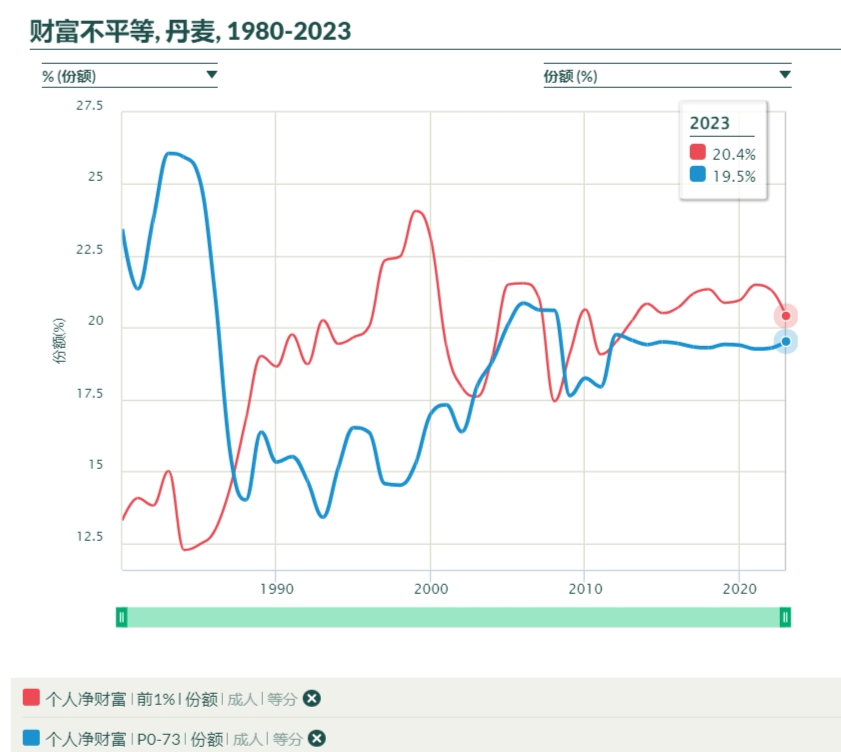 财富不平等, 丹麦, 1980-2023
% (份额)
份额 (%)
27.5
25
22.5
20
17.5
15
12.5
份额(%)
2023
20.4%
19.5%
1990
2000
2010
2020
个人净财富 | 前1% | 份额 | 成人 | 等分
个人净财富 | P0-73 | 份额 | 成人 | 等分